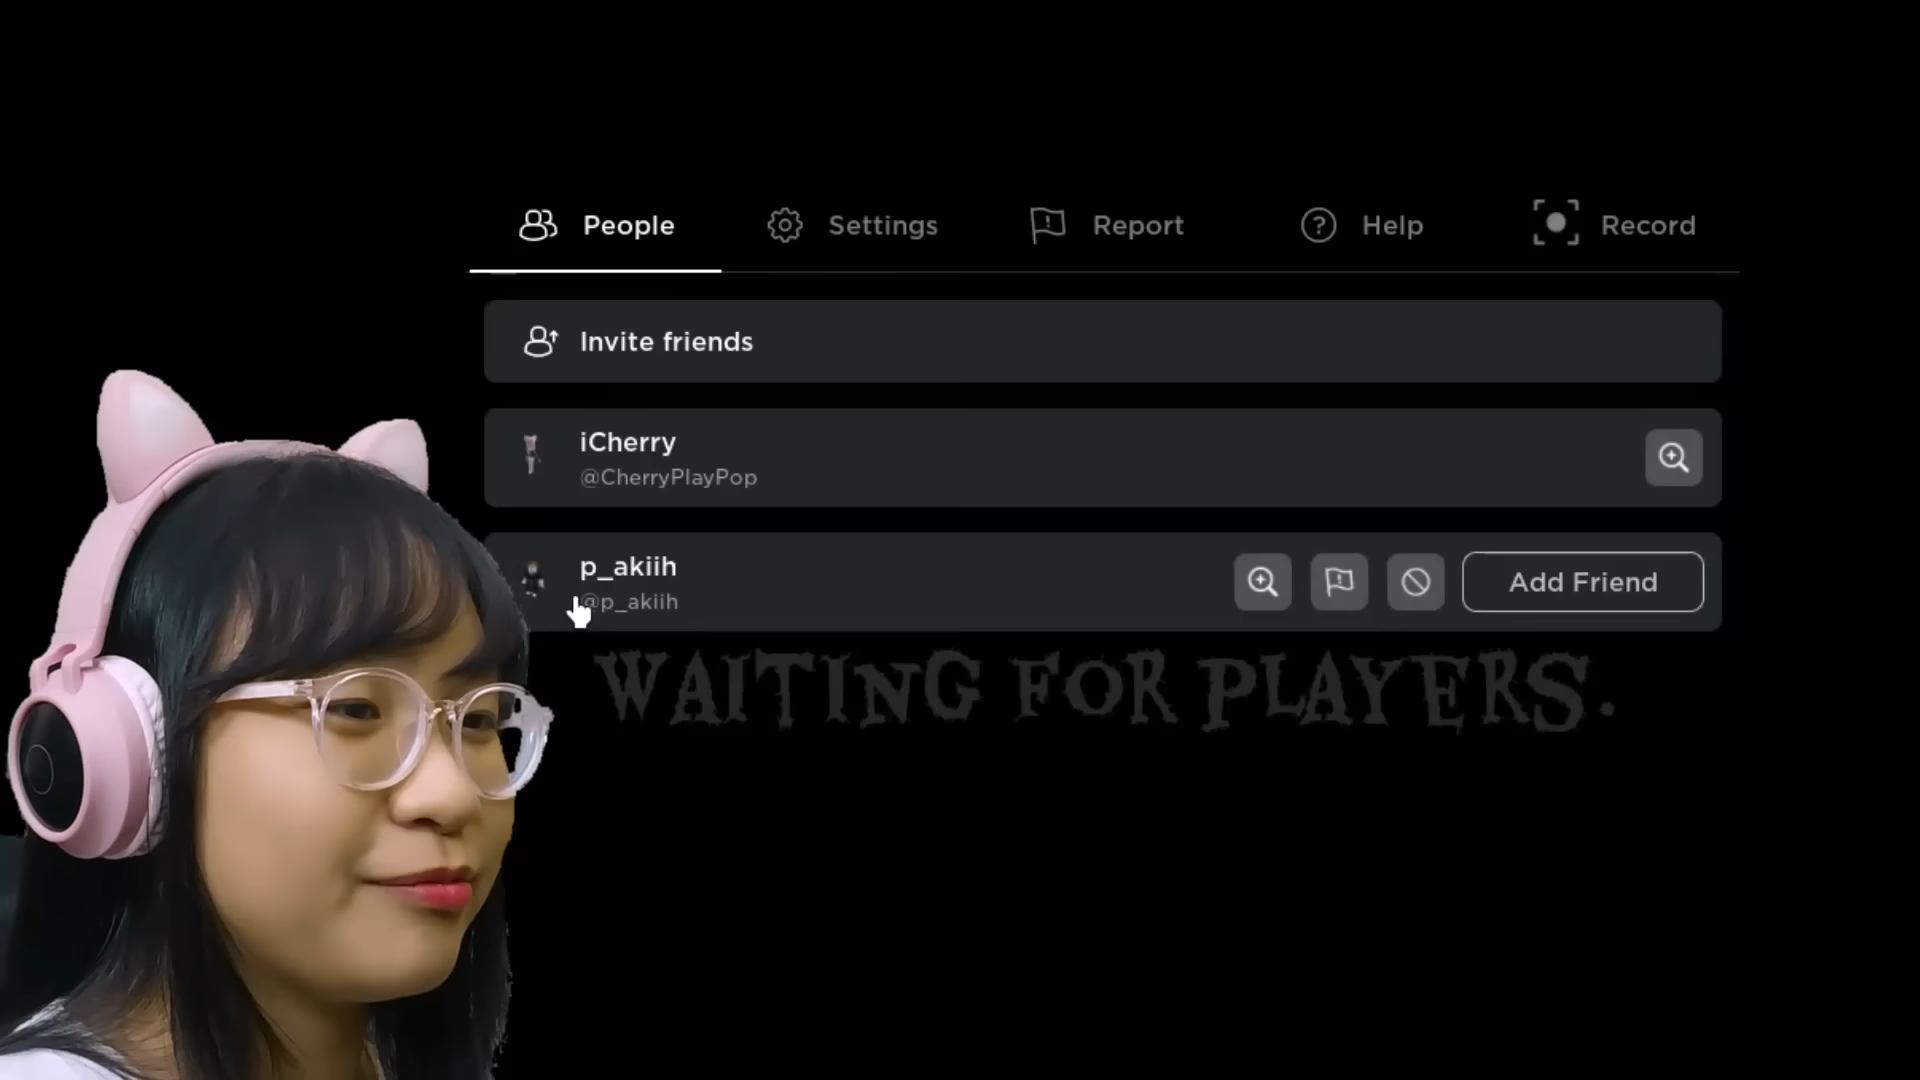 People
Settings
Report
Help
Record
Invite friends
iCherry
@CherryPlayPop
p_akiih
@p_akiih
Add Friend
WAITING FOR PLAYERS.